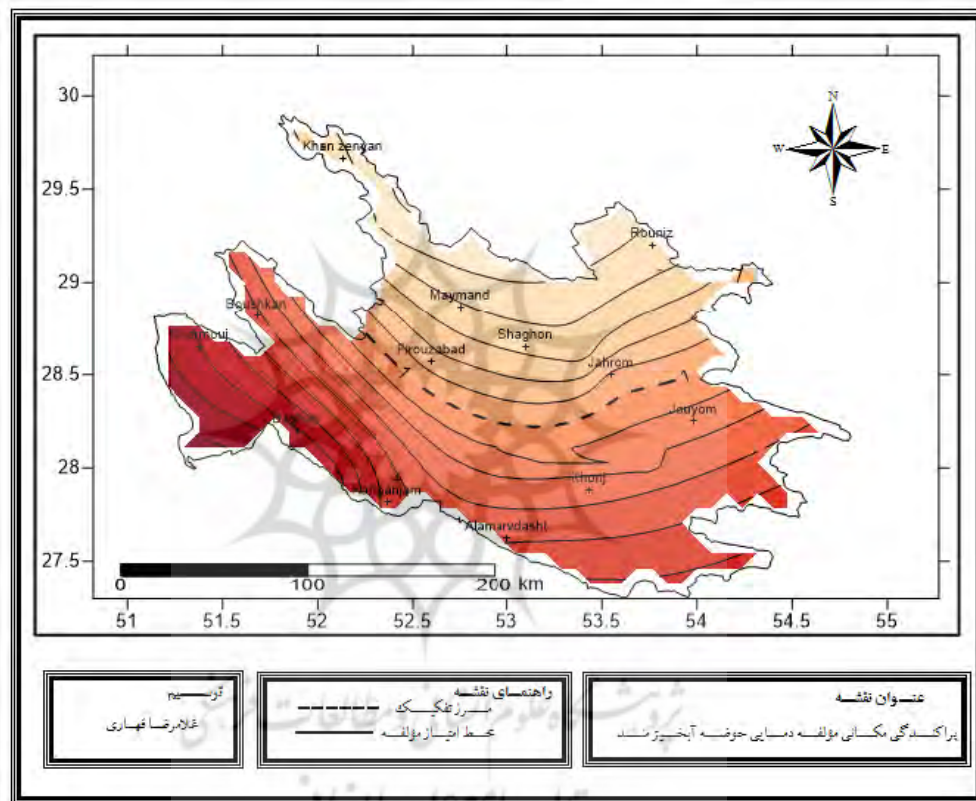 N
W E
S
30
29.5
29
28.5
28
27.5
Khan zenyan
Rouniz
Maymand
Boushkan
Shaghon
Pirouzabad
Jahrom
Jouyom
Alamarvdasht
0 100 200 km
51 51.5 52 52.5 53 53.5 54 54.5 55
عنوان نقشه
پراکندگی مکانی مؤلفه دمایی حوضه آبخیز مند
راهنمای نقشه
مرز تفکیک
خط امتیاز مؤلفه
ترسیم
غلامرضا قهاری